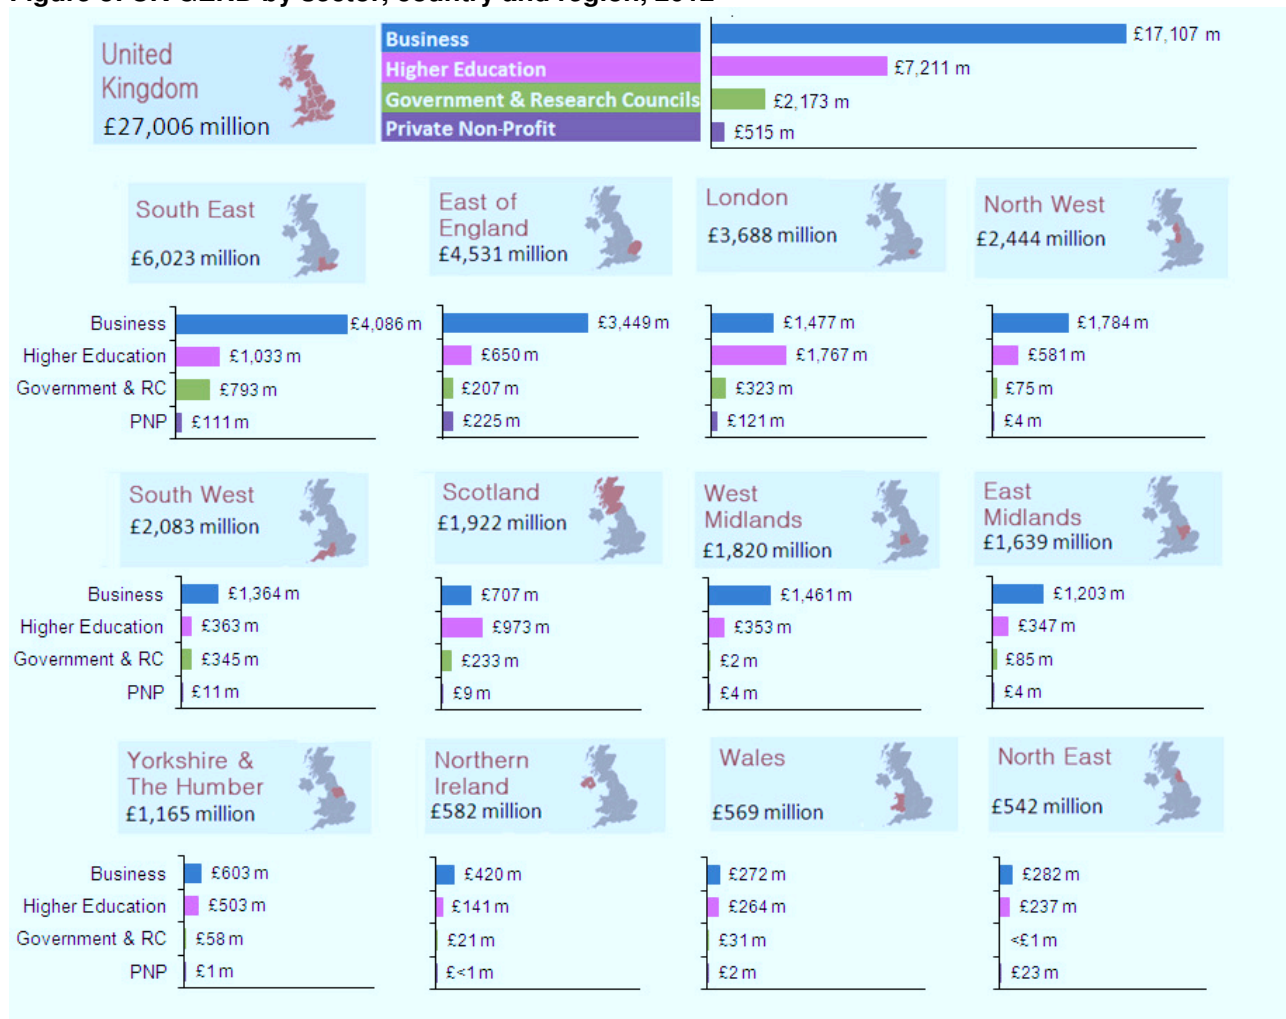 United
Kingdom
£27,006 million
Business
Higher Education
Government & Research Councils
Private Non-Profit
£17,107 m
£7,211 m
£2,173 m
£515 m
South East
£6,023 million
East of
England
£4,531 million
London
£3,688 million
North West
£2,444 million
Business
Higher Education
Government & RC
PNP
£4,086 m
£1,033 m
£793 m
£111 m
£3,449 m
£650 m
£207 m
£225 m
£1,477 m
£1,767 m
£323 m
£121 m
£1,784 m
£581 m
£75 m
£4 m
South West
£2,083 million
Scotland
£1,922 million
West
Midlands
£1,820 million
East
Midlands
£1,639 million
Business
Higher Education
Government & RC
PNP
£1,364 m
£363 m
£345 m
£11 m
£707 m
£973 m
£233 m
£9 m
£1,461 m
£353 m
£2 m
£4 m
£1,203 m
£347 m
£85 m
£4 m
Yorkshire &
The Humber
£1,165 million
Northern
Ireland
£582 million
Wales
£569 million
North East
£542 million
Business
Higher Education
Government & RC
PNP
£603 m
£503 m
£58 m
£1 m
£420 m
£141 m
£21 m
£<1 m
£272 m
£264 m
£31 m
£2 m
£282 m
£237 m
<£1 m
£23 m